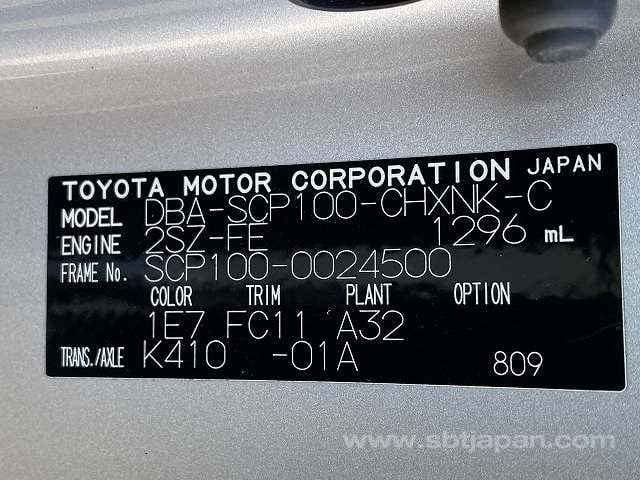 TOYOTA MOTOR CORPORATION JAPAN
MODEL DBA-SCP100-CHXNK-C
ENGINE 2SZ-FE 1296 mL
FRAME No. SCP100-0024500
COLOR TRIM PLANT OPTION
1E7 FC11 A32
TRANS./AXLE K410 -01A 809
www.sbtjapan.com